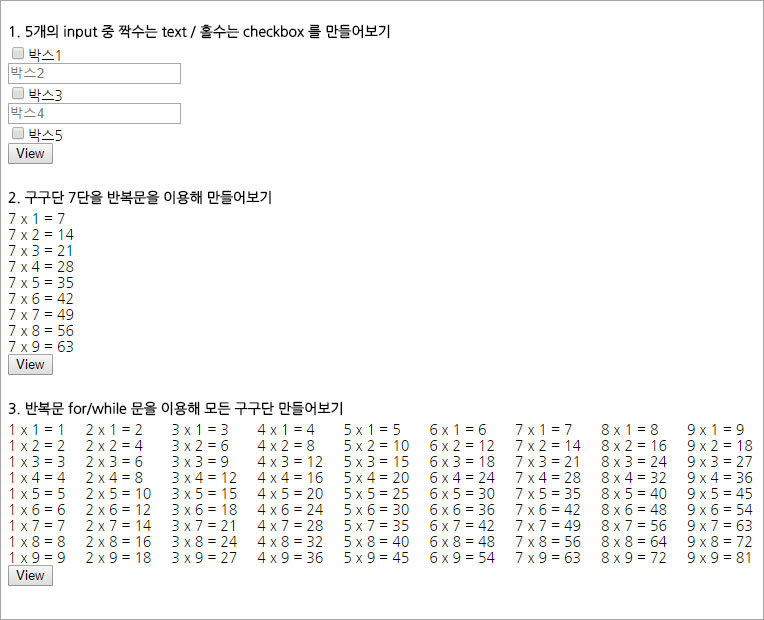 1. 5개의 input 중 짝수는 text / 홀수는 checkbox 를 만들어보기
박스1
박스2
박스3
박스4
박스5
View
2. 구구단 7단을 반복문을 이용해 만들어보기
7 x 1 = 7
7 x 2 = 14
7 x 3 = 21
7 x 4 = 28
7 x 5 = 35
7 x 6 = 42
7 x 7 = 49
7 x 8 = 56
7 x 9 = 63
View
3. 반복문 for/while 문을 이용해 모든 구구단 만들어보기
1 x 1 = 1 2 x 1 = 2 3 x 1 = 3 4 x 1 = 4 5 x 1 = 5 6 x 1 = 6 7 x 1 = 7 8 x 1 = 8 9 x 1 = 9
1 x 2 = 2 2 x 2 = 4 3 x 2 = 6 4 x 2 = 8 5 x 2 = 10 6 x 2 = 12 7 x 2 = 14 8 x 2 = 16 9 x 2 = 18
1 x 3 = 3 2 x 3 = 6 3 x 3 = 9 4 x 3 = 12 5 x 3 = 15 6 x 3 = 18 7 x 3 = 21 8 x 3 = 24 9 x 3 = 27
1 x 4 = 4 2 x 4 = 8 3 x 4 = 12 4 x 4 = 16 5 x 4 = 20 6 x 4 = 24 7 x 4 = 28 8 x 4 = 32 9 x 4 = 36
1 x 5 = 5 2 x 5 = 10 3 x 5 = 15 4 x 5 = 20 5 x 5 = 25 6 x 5 = 30 7 x 5 = 35 8 x 5 = 40 9 x 5 = 45
1 x 6 = 6 2 x 6 = 12 3 x 6 = 18 4 x 6 = 24 5 x 6 = 30 6 x 6 = 36 7 x 6 = 42 8 x 6 = 48 9 x 6 = 54
1 x 7 = 7 2 x 7 = 14 3 x 7 = 21 4 x 7 = 28 5 x 7 = 35 6 x 7 = 42 7 x 7 = 49 8 x 7 = 56 9 x 7 = 63
1 x 8 = 8 2 x 8 = 16 3 x 8 = 24 4 x 8 = 32 5 x 8 = 40 6 x 8 = 48 7 x 8 = 56 8 x 8 = 64 9 x 8 = 72
1 x 9 = 9 2 x 9 = 18 3 x 9 = 27 4 x 9 = 36 5 x 9 = 45 6 x 9 = 54 7 x 9 = 63 8 x 9 = 72 9 x 9 = 81
View